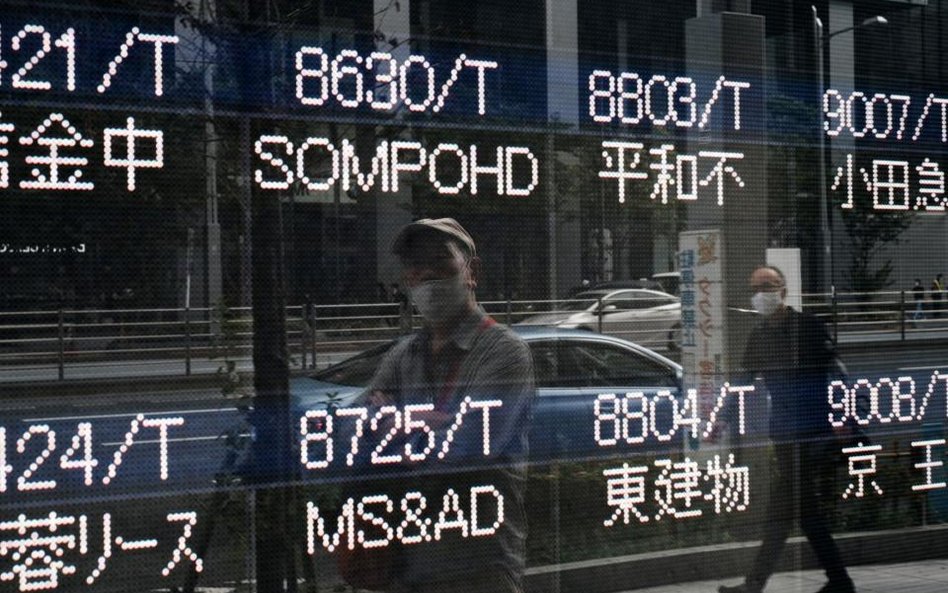 421/T 8630/T 8803/T 9007/T
金中 SOMPOHD 平和不 小田急
424/T 8725/T 8804/T 9008/T
蓉リース MS&AD 東建物 京王